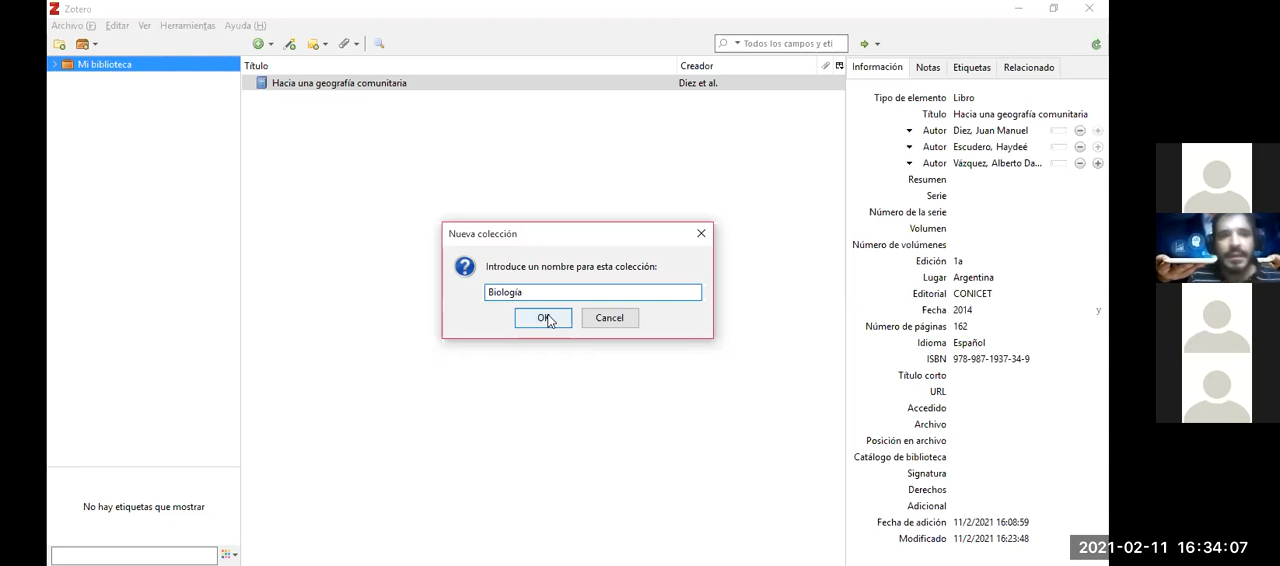 Zotero
Archivo (F) Editar Ver Herramientas Ayuda (H)
Todos los campos y eti
Mi biblioteca
Título Creador
Hacia una geografía comunitaria Diez et al.
Información Notas Etiquetas Relacionado
Tipo de elemento Libro
Título Hacia una geografía comunitaria
Autor Diez, Juan Manuel
Autor Escudero, Haydeé
Autor Vázquez, Alberto Da...
Resumen
Serie
Número de la serie
Volumen
Número de volúmenes
Edición 1a
Lugar Argentina
Editorial CONICET
Fecha 2014 y
Número de páginas 162
Idioma Español
ISBN 978-987-1937-34-9
Título corto
URL
Accedido
Archivo
Posición en archivo
Catálogo de biblioteca
Signatura
Derechos
Adicional
Fecha de adición 11/2/2021 16:08:59
Modificado 11/2/2021 16:23:48
Nueva colección
Introduce un nombre para esta colección:
Biología
OK Cancel
No hay etiquetas que mostrar
2021-02-11 16:34:07